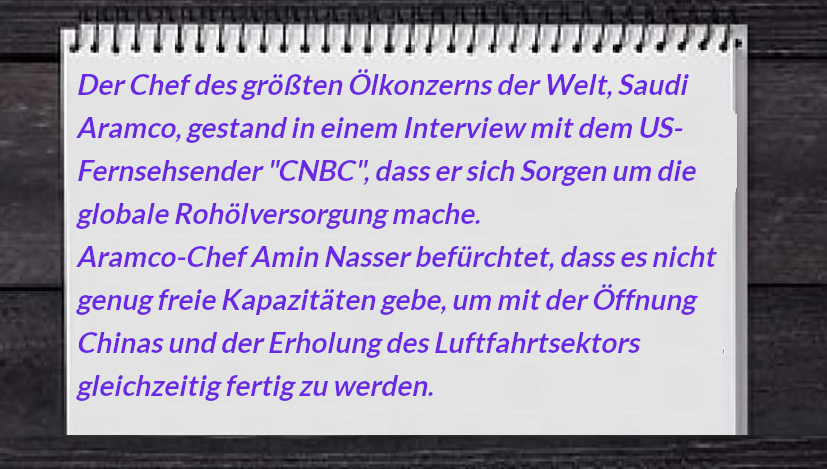 Der Chef des größten Ölkonzerns der Welt, Saudi
Aramco, gestand in einem Interview mit dem US-
Fernsehsender "CNBC", dass er sich Sorgen um die
globale Rohölversorgung mache.
Aramco-Chef Amin Nasser befürchtet, dass es nicht
genug freie Kapazitäten gebe, um mit der Öffnung
Chinas und der Erholung des Luftfahrtsektors
gleichzeitig fertig zu werden.